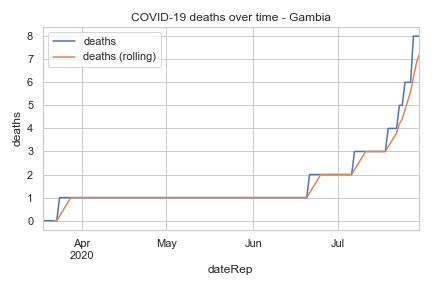 COVID-19 deaths over time - Gambia
deaths
deaths (rolling)
8
7
6
5
4
3
2
1
0
deaths
Apr
2020
May
Jun
Jul
dateRep